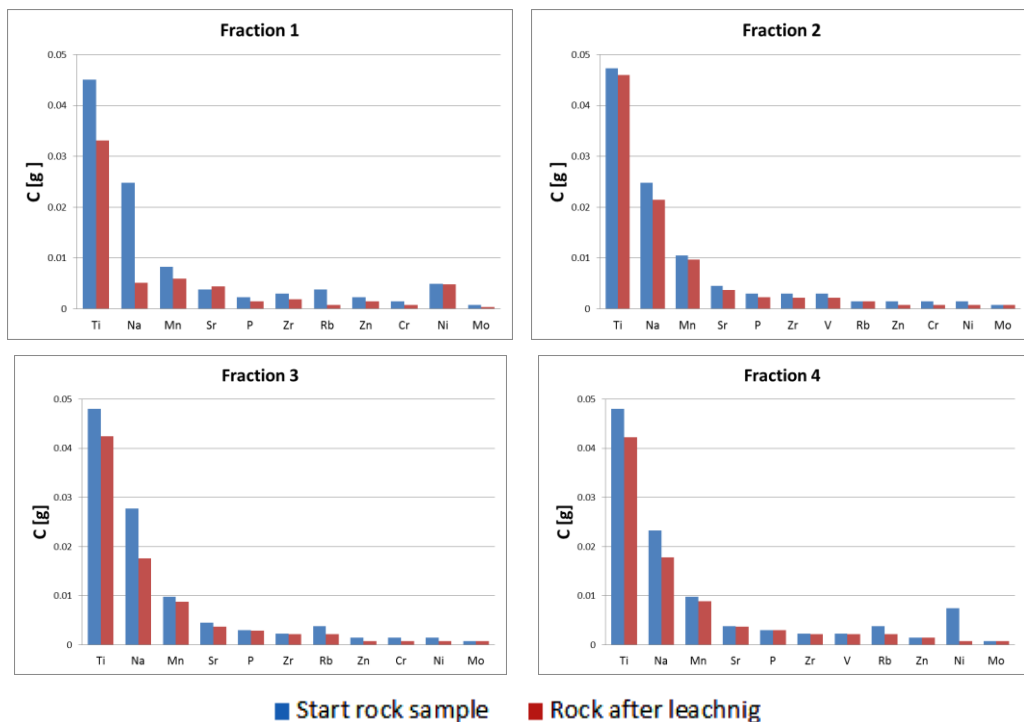 Fraction 1
0.05
0.04
0.03
0.02
0.01
0
C [g ]
Ti Na Mn Sr P Zr Rb Zn Cr Ni Mo
Fraction 2
0.05
0.04
0.03
0.02
0.01
0
C [g ]
Ti Na Mn Sr P Zr V Rb Zn Cr Ni Mo
Fraction 3
0.05
0.04
0.03
0.02
0.01
0
C [g]
Ti Na Mn Sr P Zr Rb Zn Cr Ni Mo
Fraction 4
0.05
0.04
0.03
0.02
0.01
0
C [g]
Ti Na Mn Sr P Zr V Rb Zn Ni Mo
Start rock sample Rock after leachnig